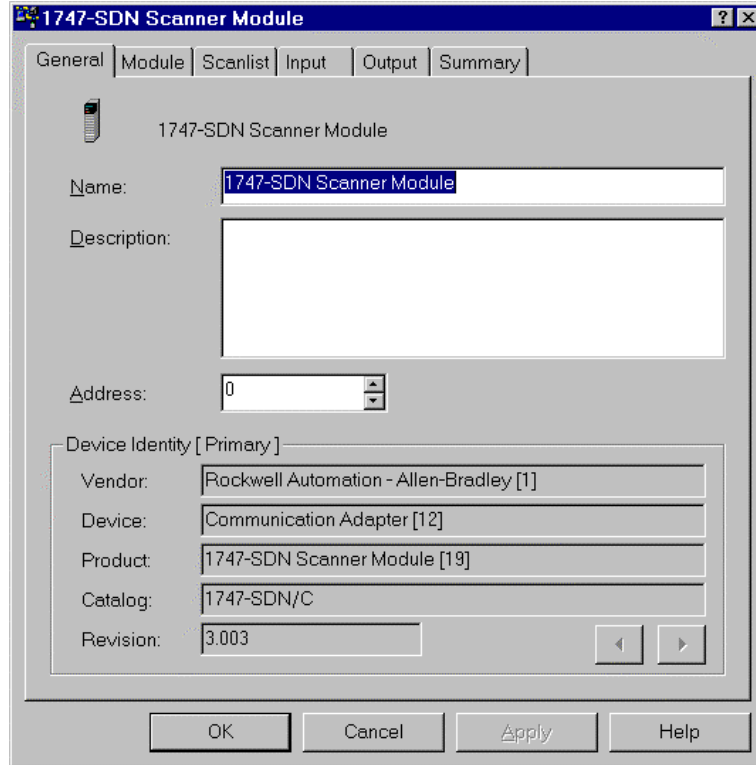 1747-SDN Scanner Module
General Module Scanlist Input Output Summary
1747-SDN Scanner Module
Name: 1747-SDN Scanner Module
Description:
Address: 0
Device Identity [ Primary ]
Vendor: Rockwell Automation - Allen-Bradley [1]
Device: Communication Adapter [12]
Product: 1747-SDN Scanner Module [19]
Catalog: 1747-SDN/C
Revision: 3.003
OK Cancel Apply Help